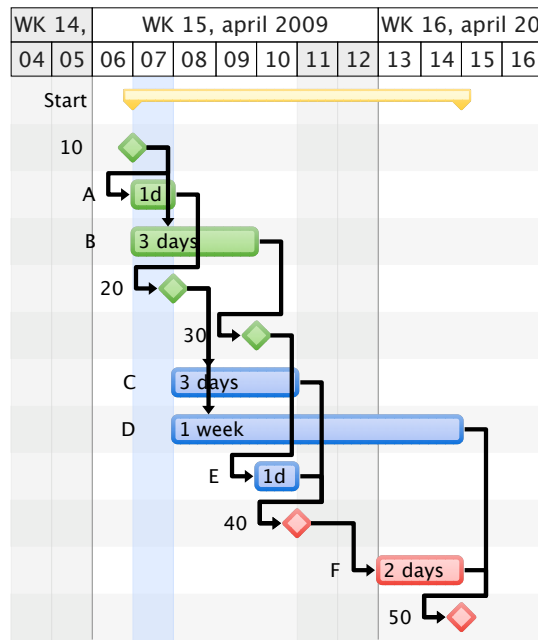 WK 14, WK 15, april 2009 WK 16, april 20
04 05 06 07 08 09 10 11 12 13 14 15 16
Start
10
A 1d
B 3 days
20
30
C 3 days
D 1 week
E 1d
40
F 2 days
50